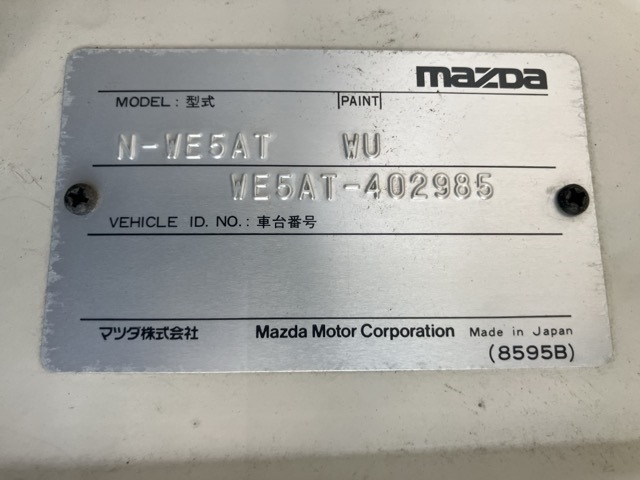 mazda
MODEL : 型式 |PAINT|
N-WE5AT WU
WE5AT-402985
VEHICLE ID. NO. : 車台番号
マツダ株式会社 Mazda Motor Corporation Made in Japan
(8595B)